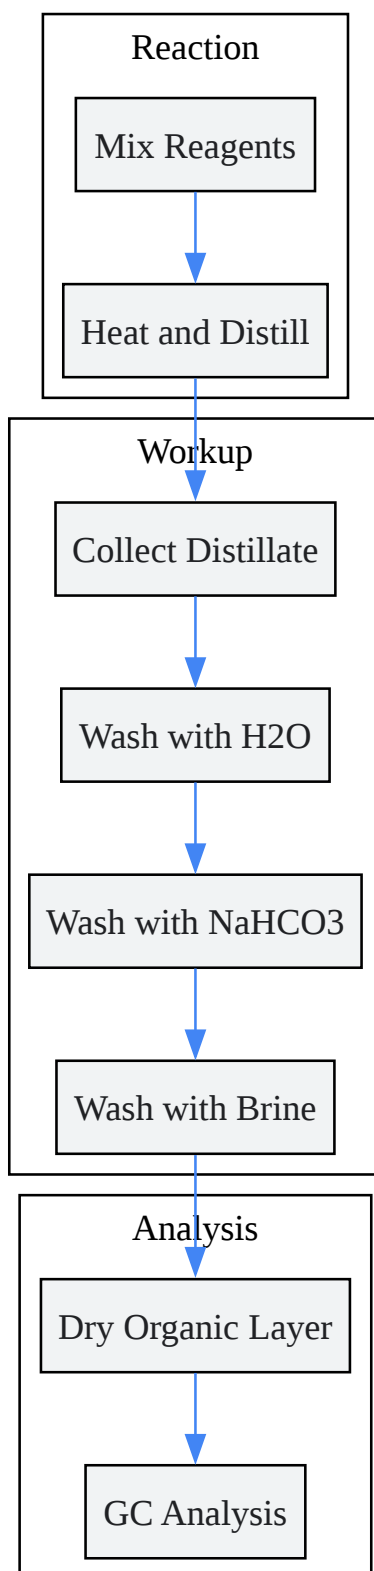 Reaction
Mix Reagents
Heat and Distill
Workup
Collect Distillate
Wash with H2O
Wash with NaHCO3
Wash with Brine
Analysis
Dry Organic Layer
GC Analysis